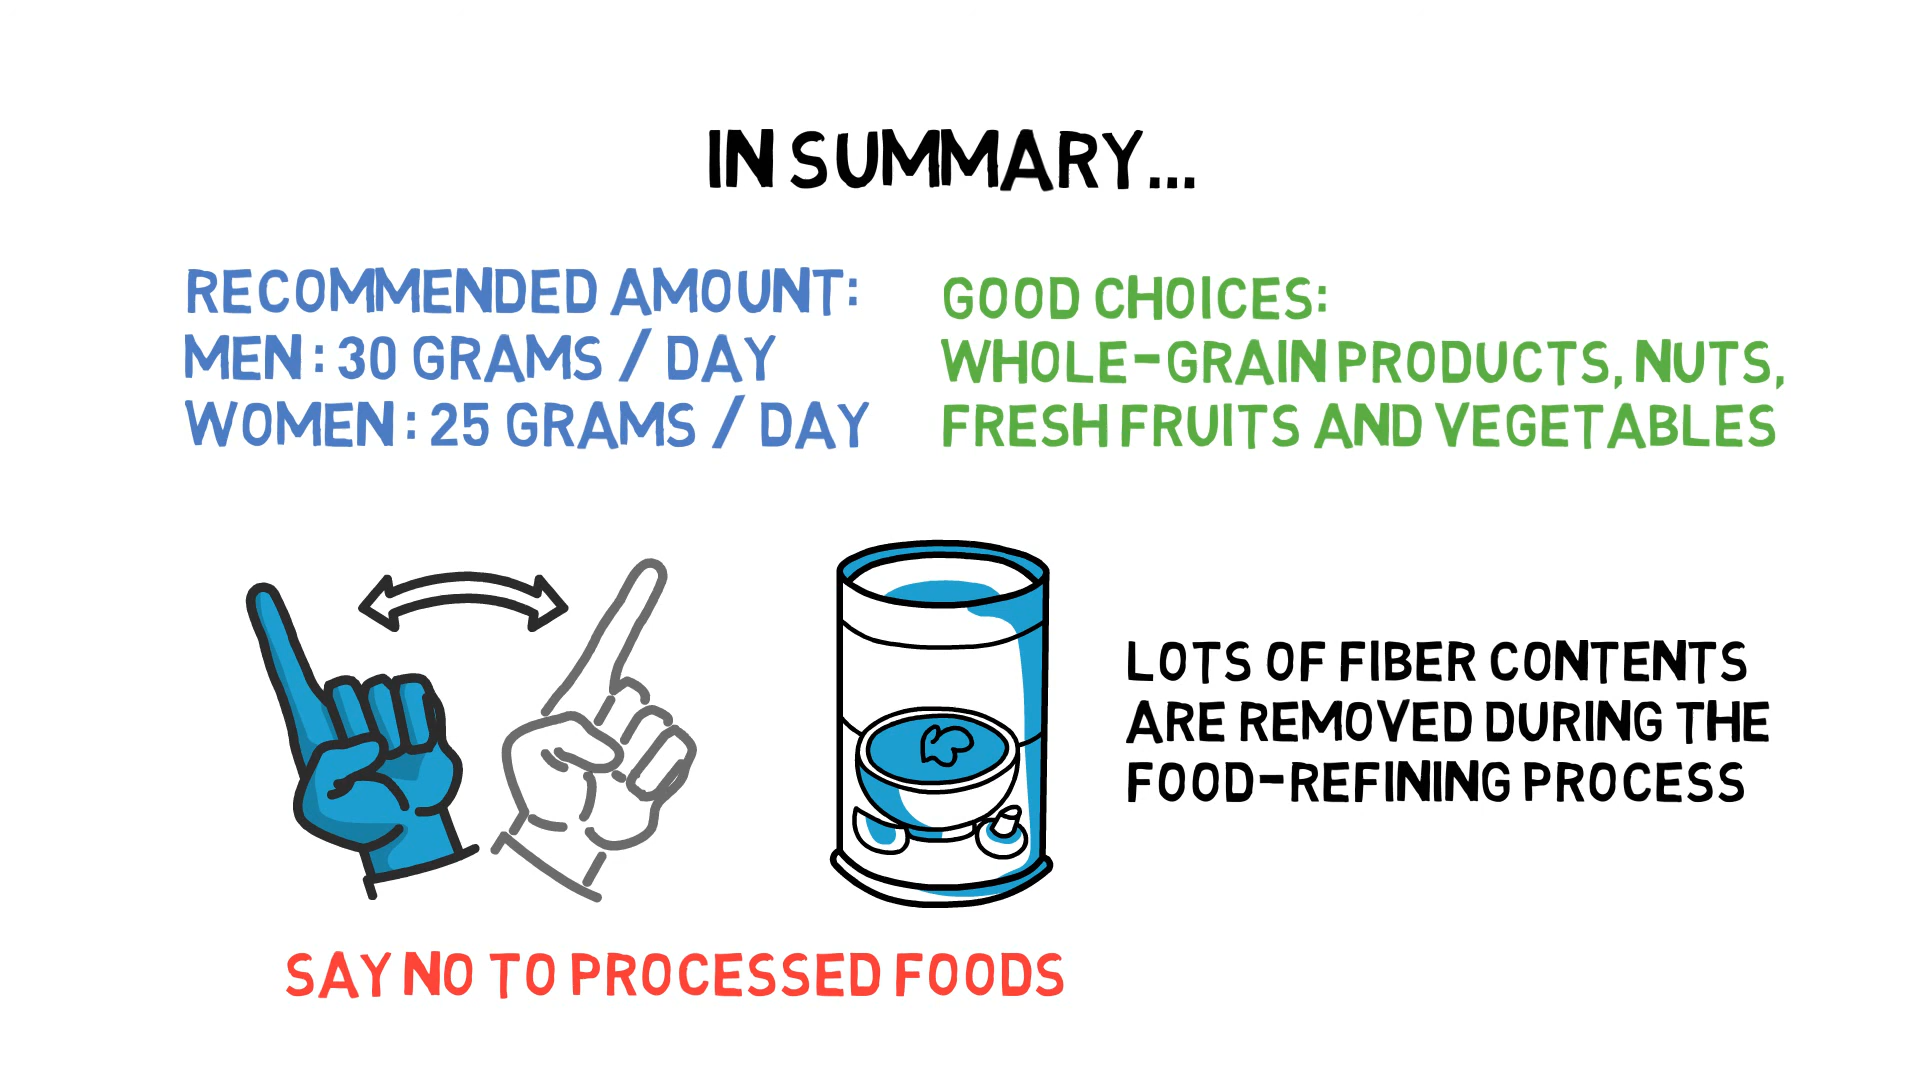 IN SUMMARY...
RECOMMENDED AMOUNT:
MEN: 30 GRAMS / DAY
WOMEN: 25 GRAMS / DAY
GOOD CHOICES:
WHOLE-GRAIN PRODUCTS, NUTS,
FRESH FRUITS AND VEGETABLES
LOTS OF FIBER CONTENTS
ARE REMOVED DURING THE
FOOD-REFINING PROCESS
SAY NO TO PROCESSED FOODS